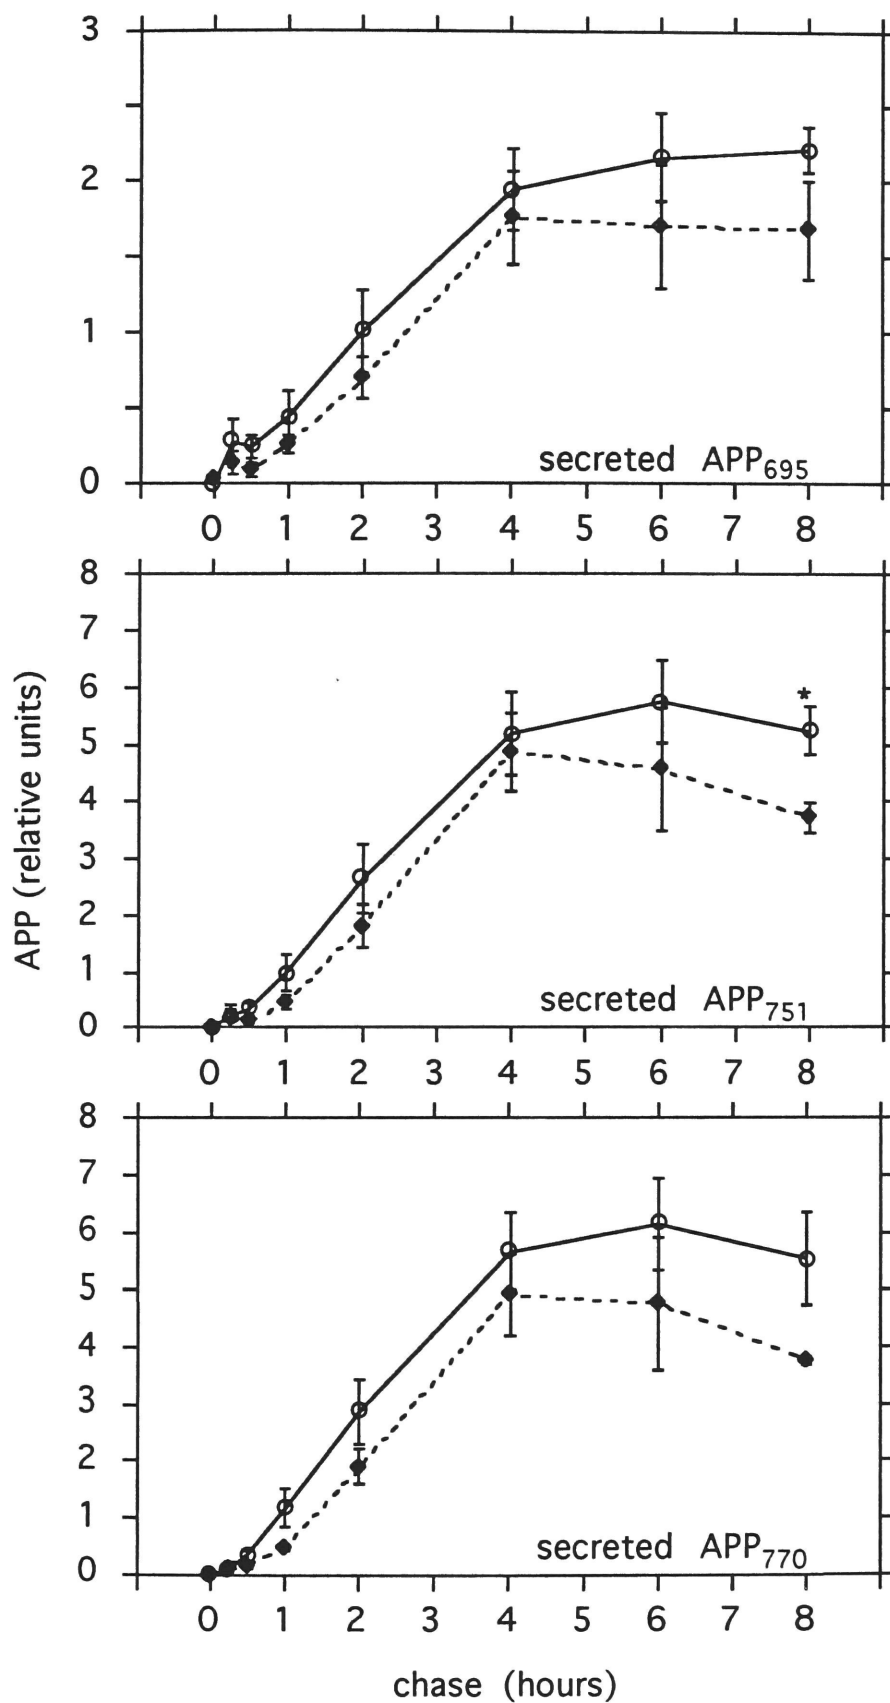 3
2
1
0
secreted APP695
0 1 2 3 4 5 6 7 8
8
7
6
5
4
3
2
1
0
*
secreted APP751
0 1 2 3 4 5 6 7 8
8
7
6
5
4
3
2
1
0
secreted APP770
0 1 2 3 4 5 6 7 8
APP (relative units)
chase (hours)